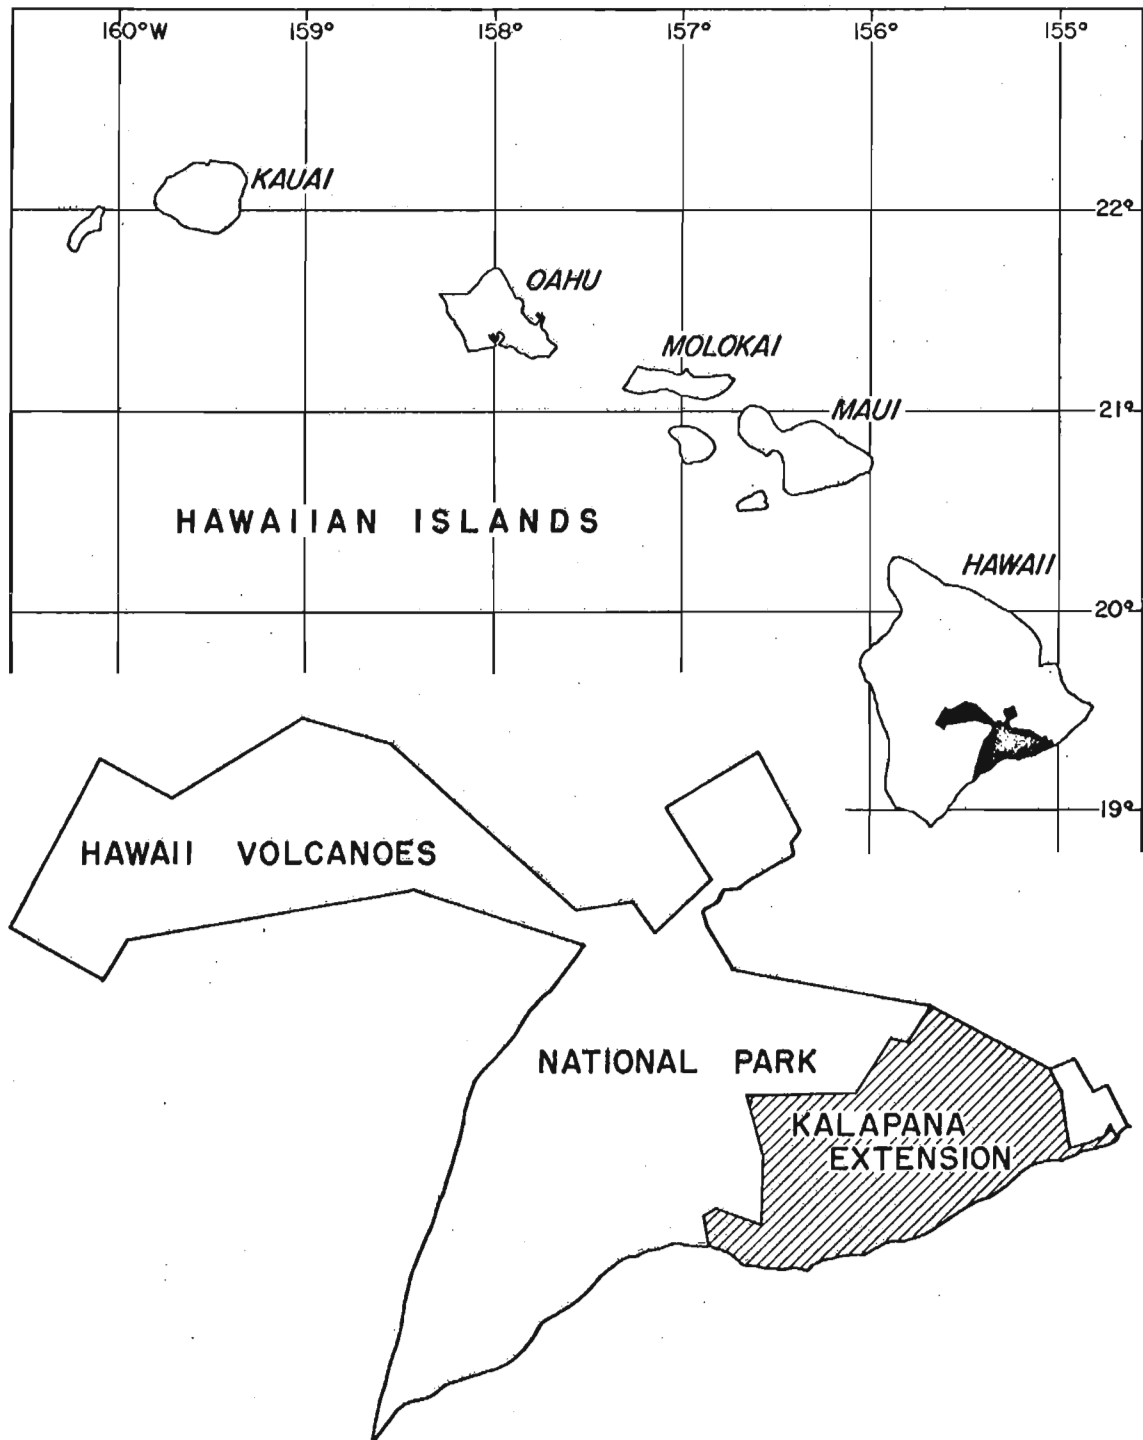 160°W 159° 158° 157° 156° 155°
KAUAI
22°
OAHU
MOLOKAI
21°
MAUI
HAWAIIAN ISLANDS
HAWAII
20°
19°
HAWAII VOLCANOES
NATIONAL PARK
KALAPANA
EXTENSION